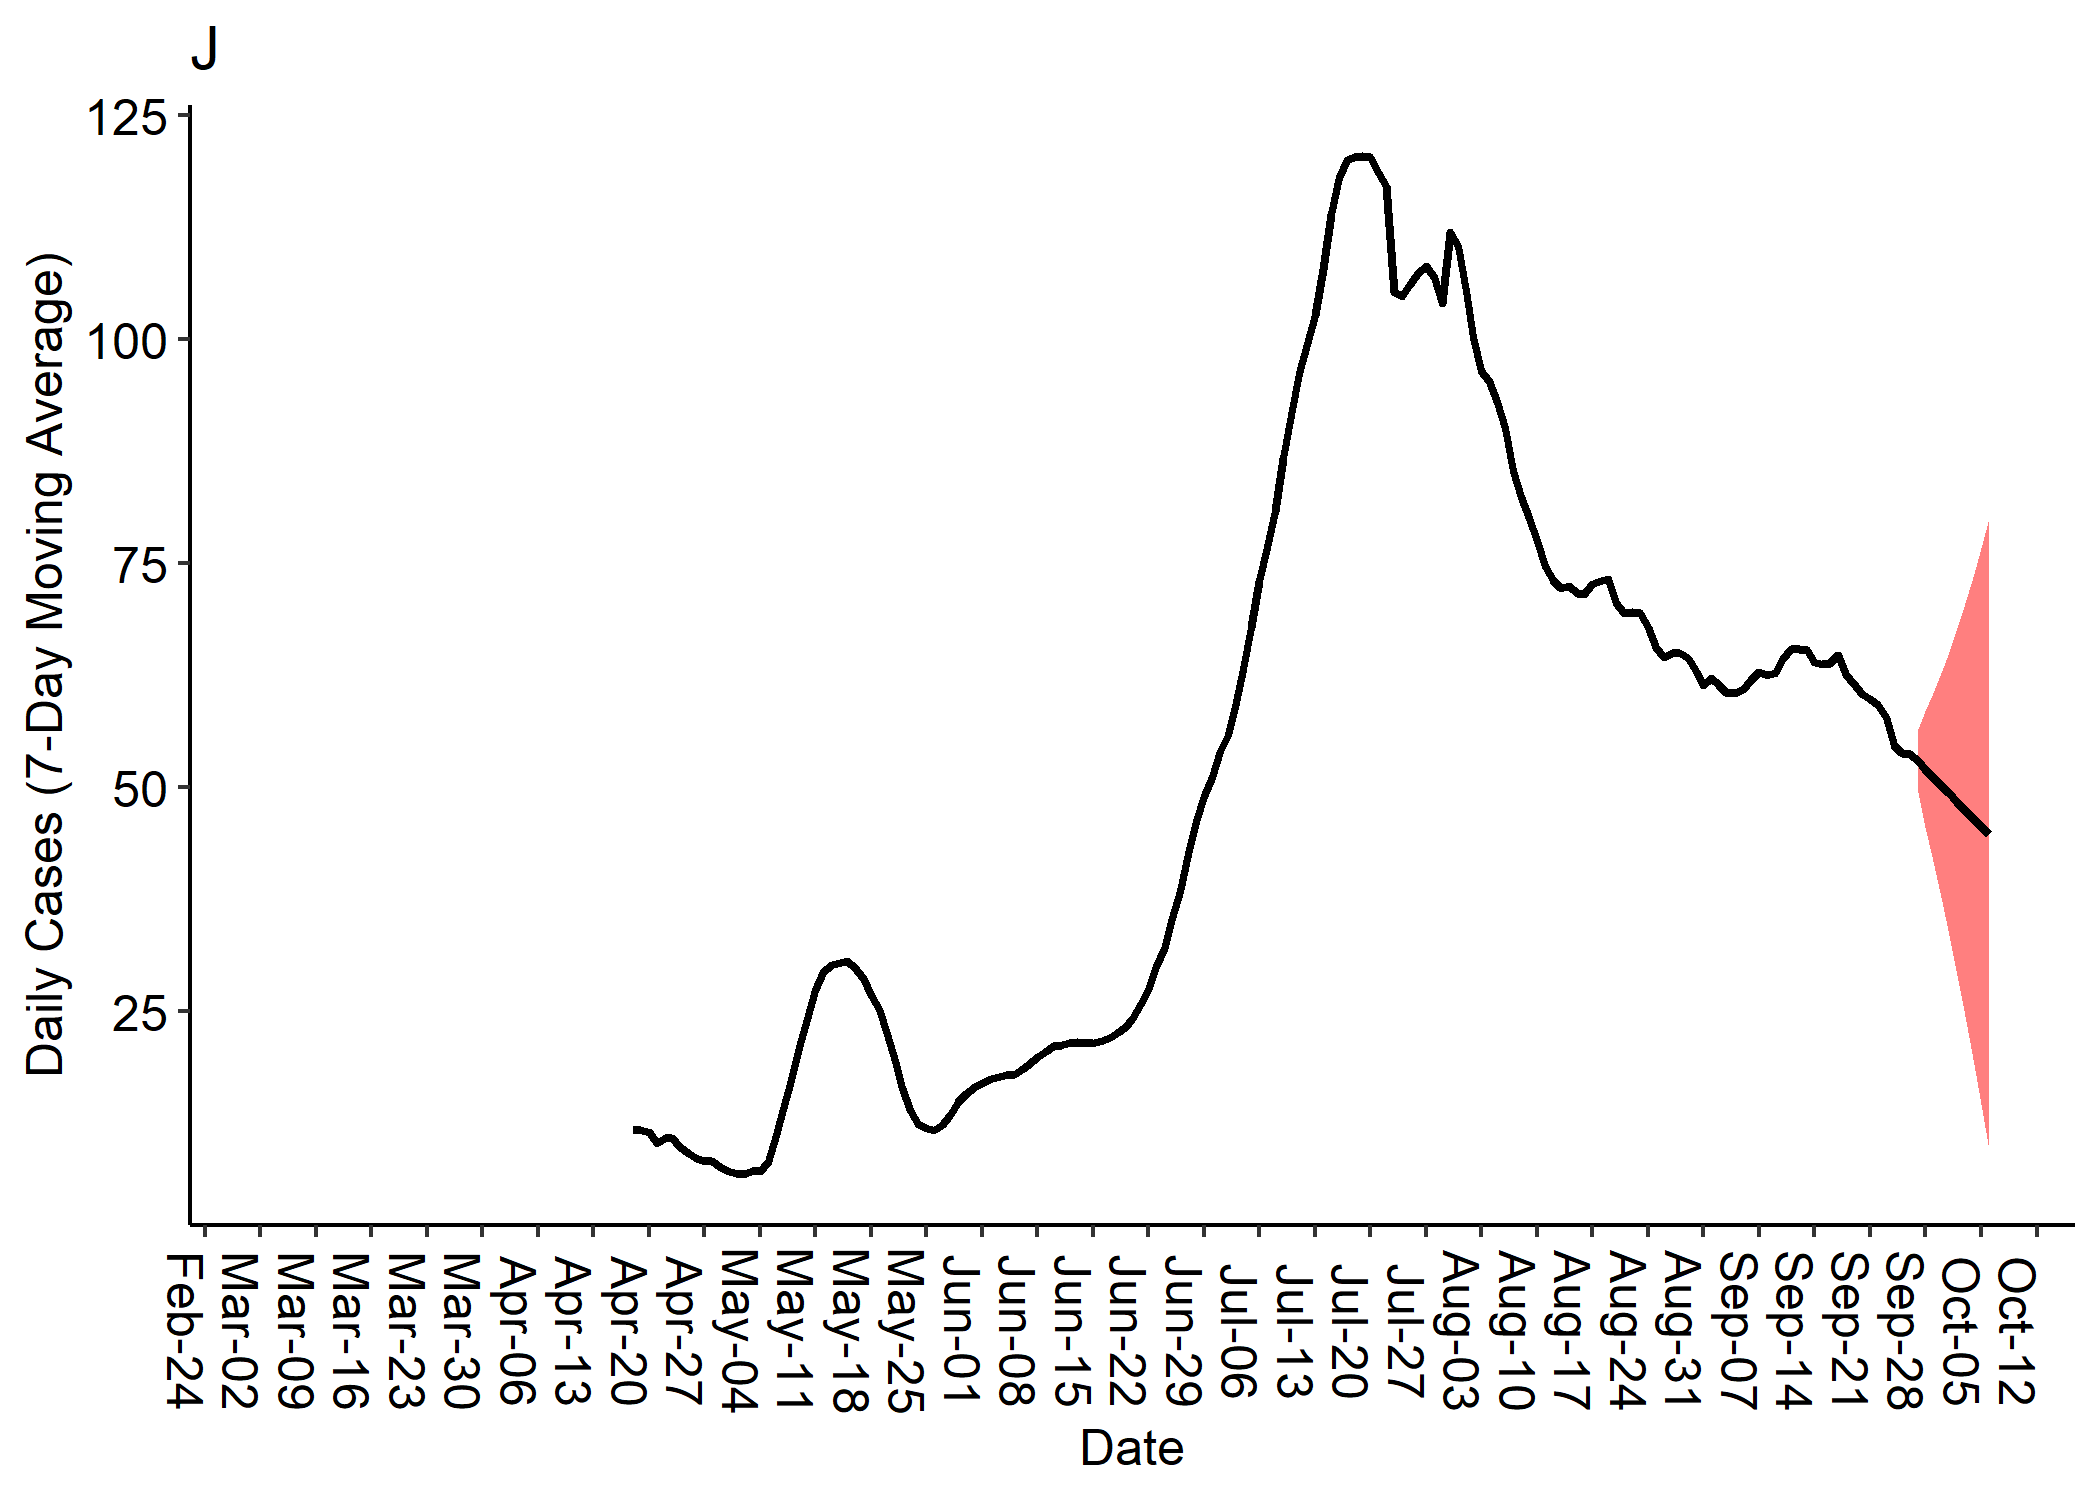 J
Daily Cases (7-Day Moving Average)
125
100
75
50
25
Feb-24
Mar-02
Mar-09
Mar-16
Mar-23
Mar-30
Apr-06
Apr-13
Apr-20
Apr-27
May-04
May-11
May-18
May-25
Jun-01
Jun-08
Jun-15
Jun-22
Jun-29
Jul-06
Jul-13
Jul-20
Jul-27
Aug-03
Aug-10
Aug-17
Aug-24
Aug-31
Sep-07
Sep-14
Sep-21
Sep-28
Oct-05
Oct-12
Date